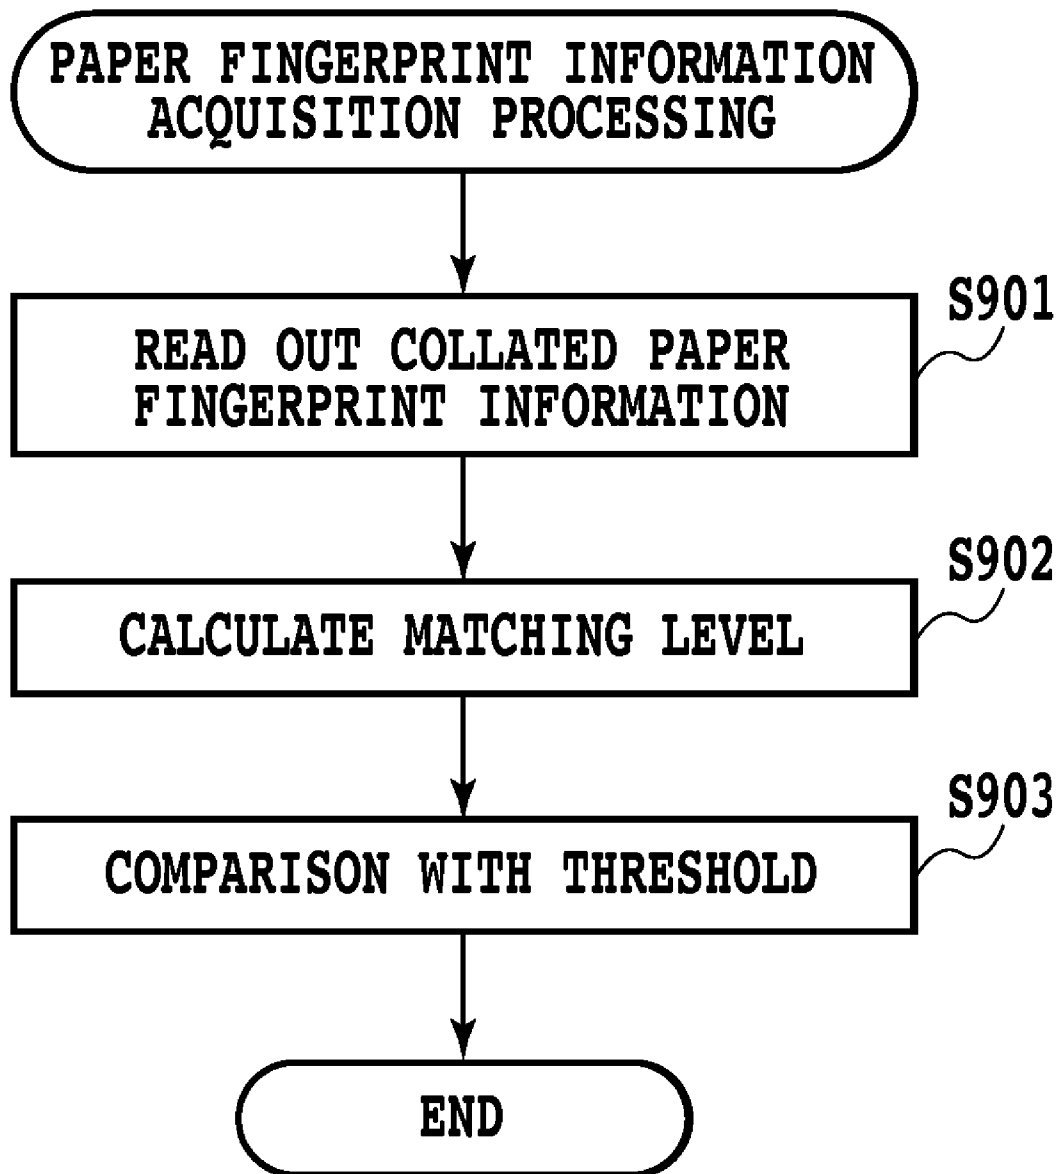 PAPER FINGERPRINT INFORMATION
ACQUISITION PROCESSING
S901
READ OUT COLLATED PAPER
FINGERPRINT INFORMATION
S902
CALCULATE MATCHING LEVEL
S903
COMPARISON WITH THRESHOLD
END